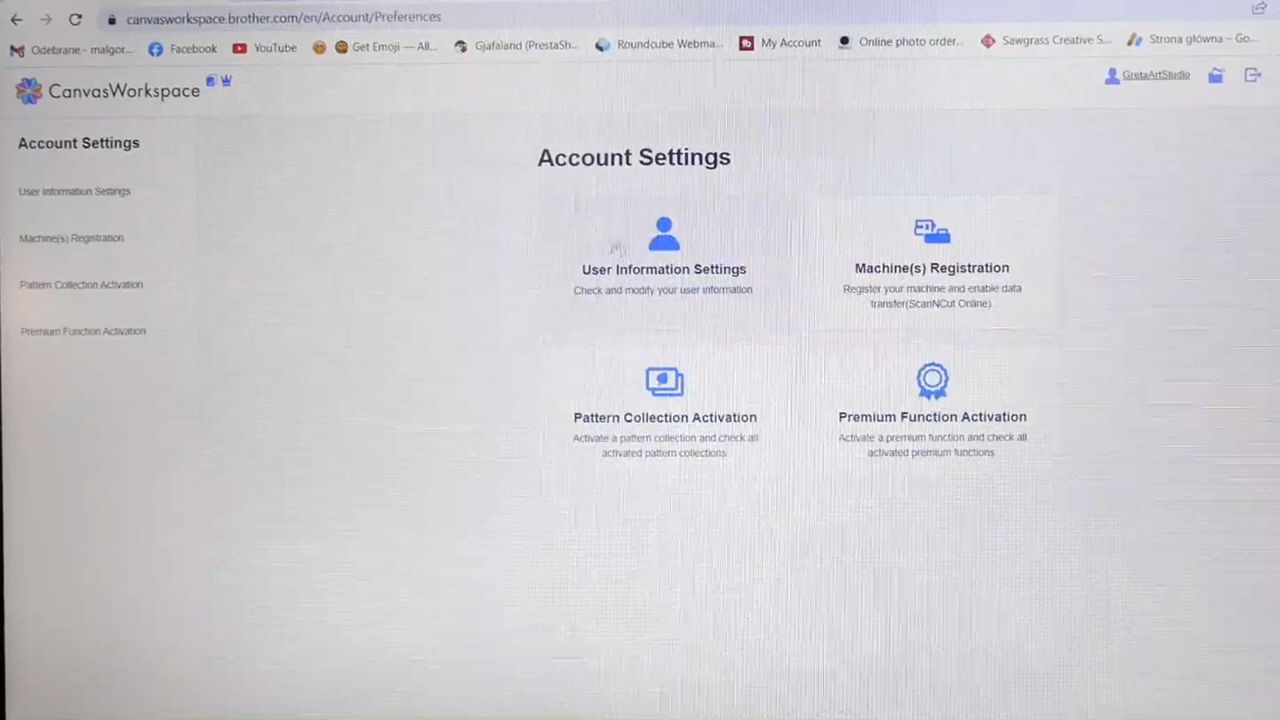 canvasworkspace.brother.com/en/Account/Preferences
Odebrane - malgor... Facebook YouTube Get Emoji — All... Gjafaland (PrestaSh... Roundcube Webma... My Account Online photo order... Sawgrass Creative S... Strona główna – Go...
CanvasWorkspace
GretaArtStudio
Account Settings
User Information Settings
Machine(s) Registration
Pattern Collection Activation
Premium Function Activation
Account Settings
User Information Settings
Check and modify your user information
Machine(s) Registration
Register your machine and enable data
transfer(ScanNCut Online)
Pattern Collection Activation
Activate a pattern collection and check all
activated pattern collections
Premium Function Activation
Activate a premium function and check all
activated premium functions